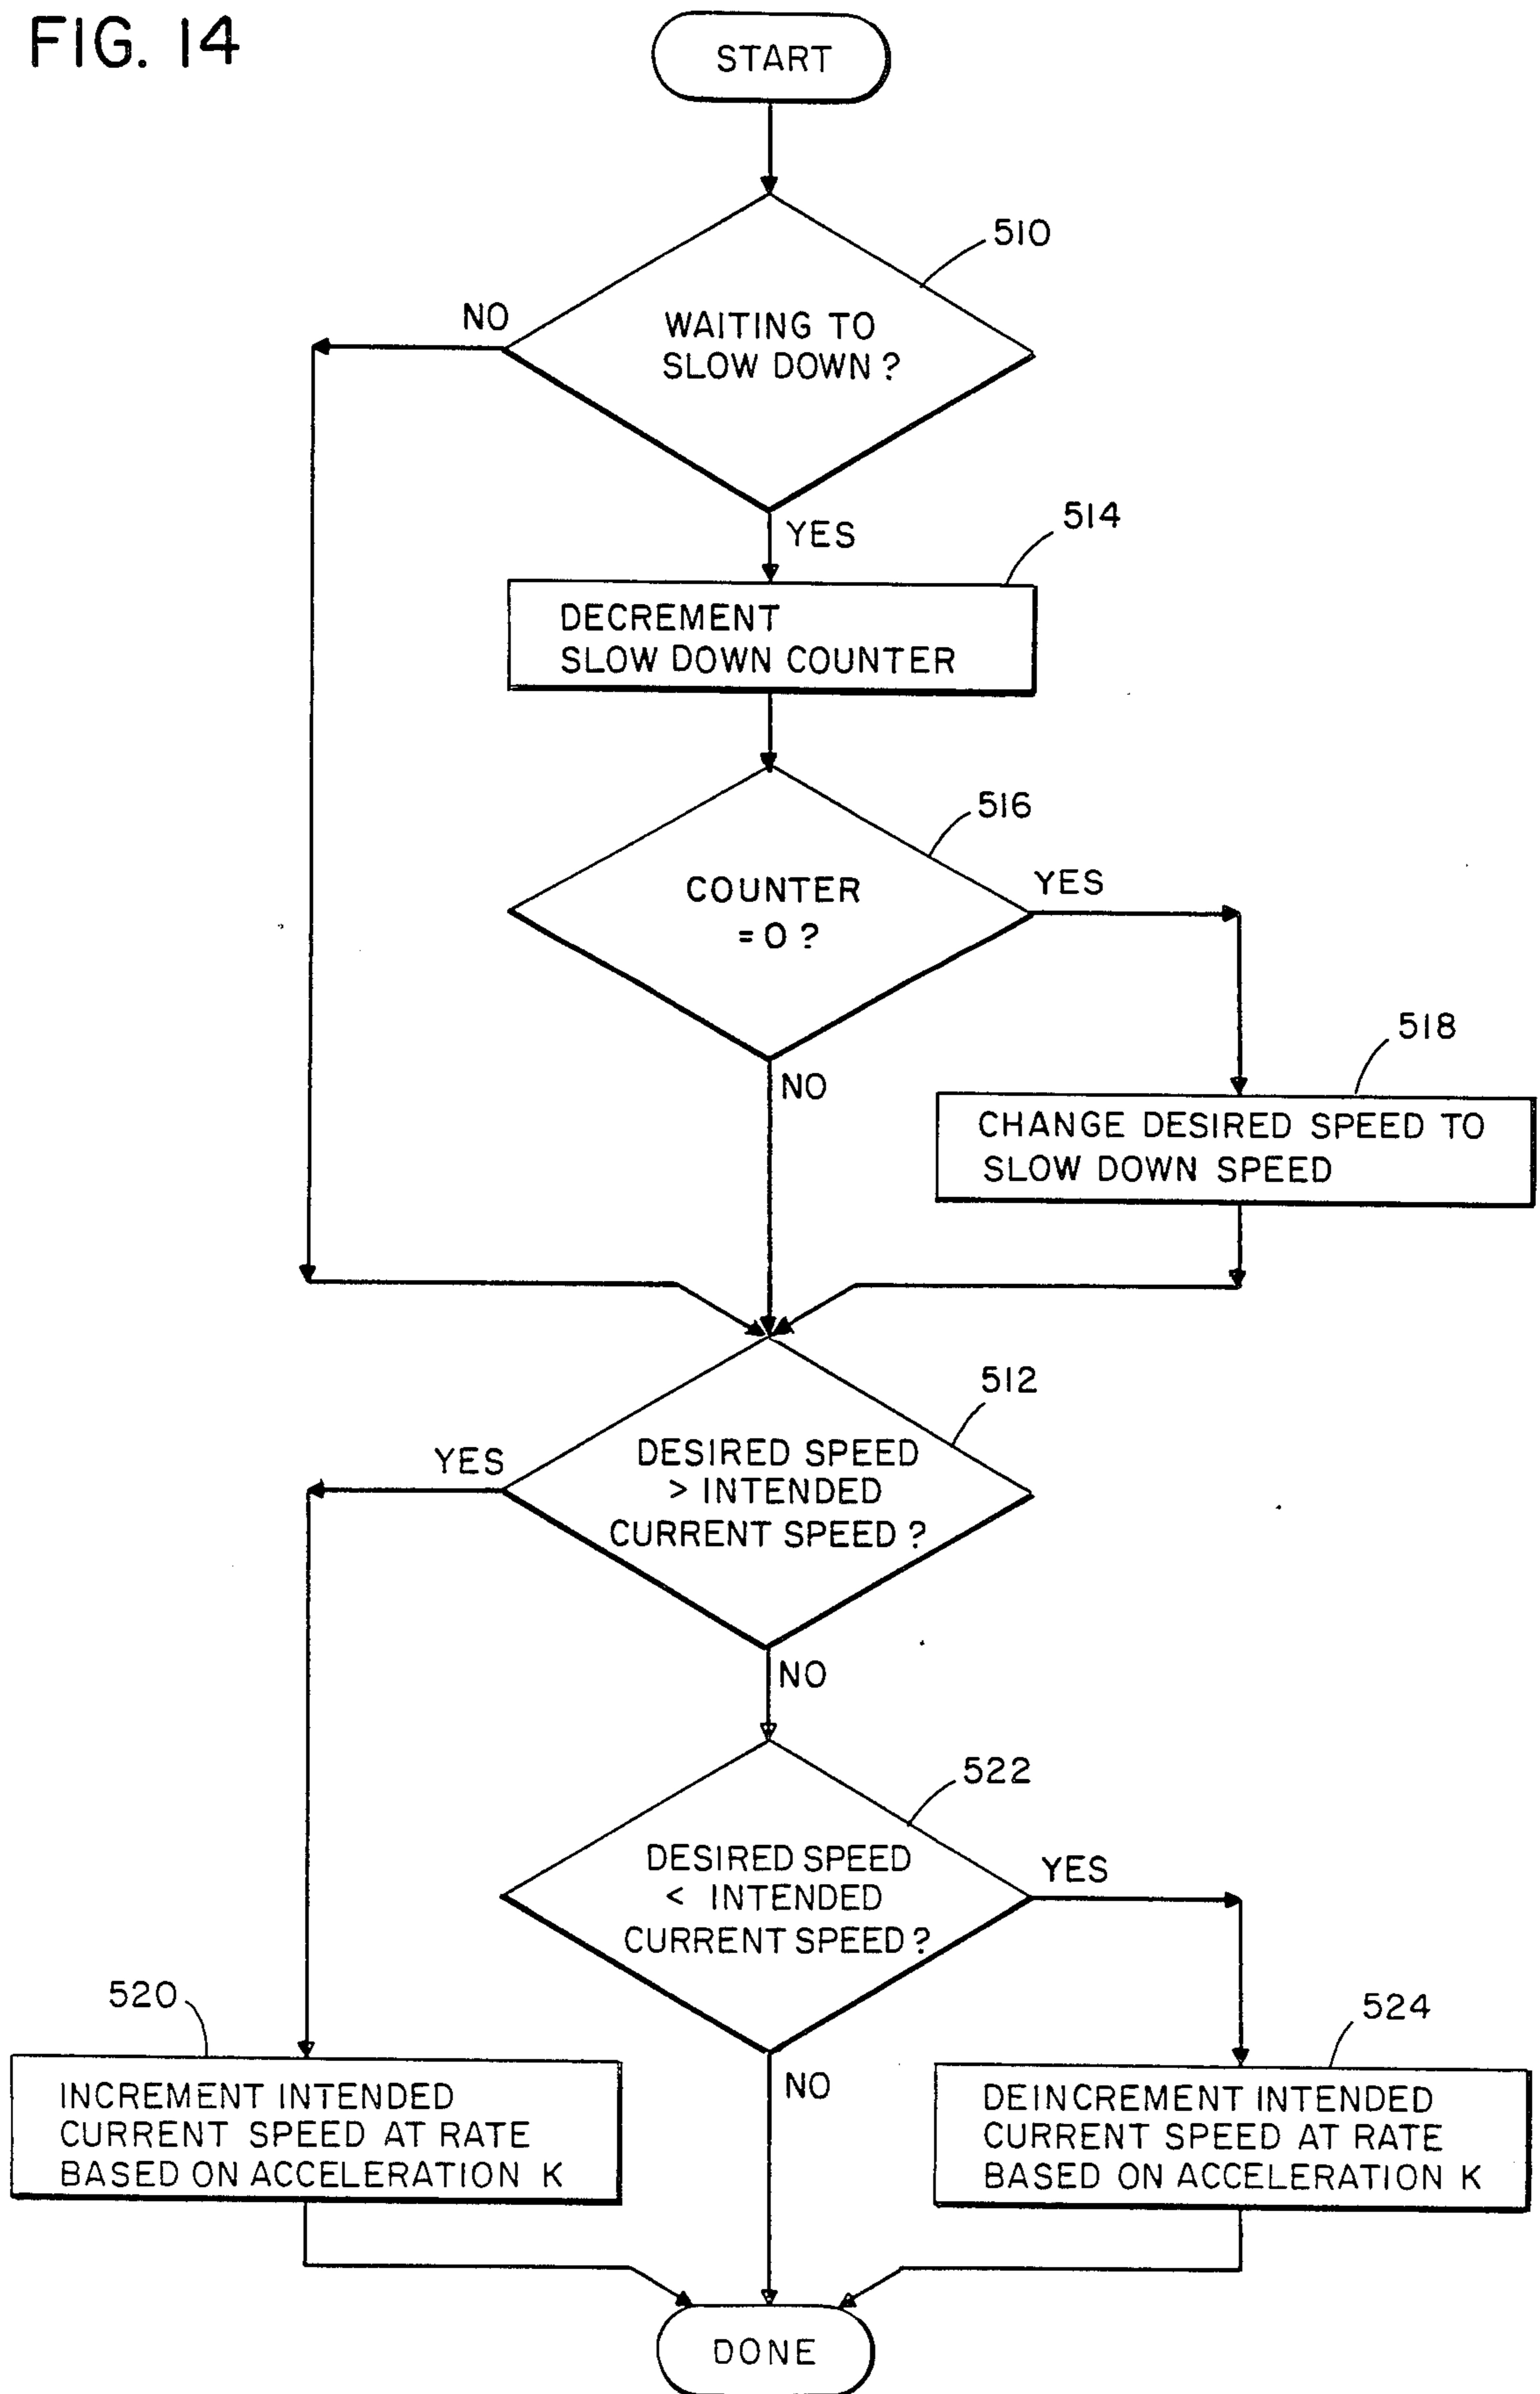 FIG. 14
START
510
NO
WAITING TO
SLOW DOWN ?
YES
514
DECREMENT
SLOW DOWN COUNTER
516
COUNTER
= 0 ?
YES
NO
518
CHANGE DESIRED SPEED TO
SLOW DOWN SPEED
512
YES
DESIRED SPEED
> INTENDED
CURRENT SPEED ?
NO
522
DESIRED SPEED
< INTENDED
CURRENT SPEED ?
YES
NO
520
INCREMENT INTENDED
CURRENT SPEED AT RATE
BASED ON ACCELERATION K
524
DEINCREMENT INTENDED
CURRENT SPEED AT RATE
BASED ON ACCELERATION K
DONE